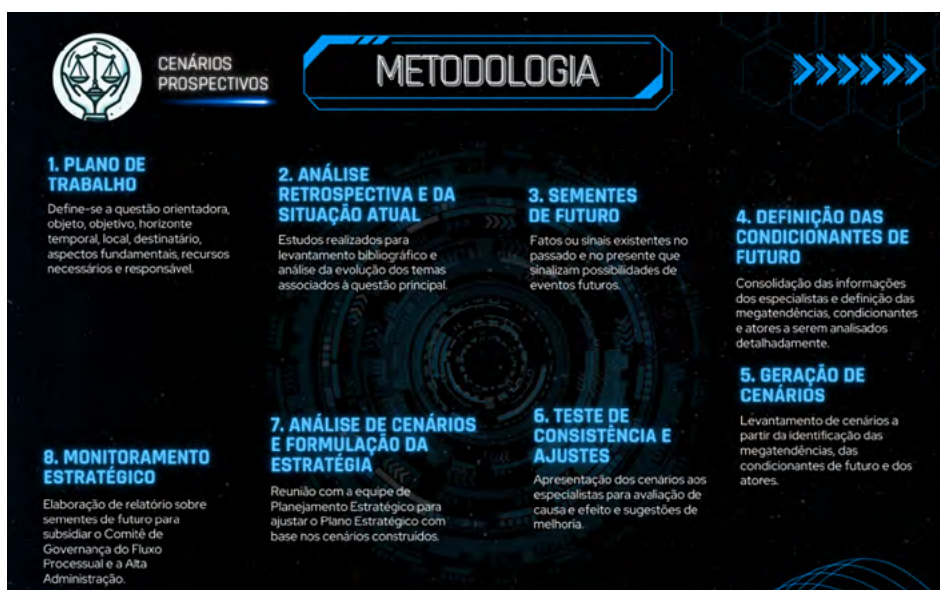 CENÁRIOS
PROSPECTIVOS
METODOLOGIA
1. PLANO DE
TRABALHO
Define-se a questão orientadora,
objeto, objetivo, horizonte
temporal, local, destinatário,
aspectos fundamentais, recursos
necessários e responsável.
2. ANÁLISE
RETROSPECTIVA E DA
SITUAÇÃO ATUAL
Estudos realizados para
levantamento bibliográfico e
análise da evolução dos temas
associados à questão principal.
3. SEMENTES
DE FUTURO
Fatos ou sinais existentes no
passado e no presente que
sinalizam possibilidades de
eventos futuros.
4. DEFINIÇÃO DAS
CONDICIONANTES DE
FUTURO
Consolidação das informações
dos especialistas e definição das
megatendências, condicionantes
e atores a serem analisados
detalhadamente.
5. GERAÇÃO DE
CENÁRIOS
Levantamento de cenários a
partir da identificação das
megatendências, das
condicionantes de futuro e dos
atores.
6. TESTE DE
CONSISTÊNCIA E
AJUSTES
Apresentação dos cenários aos
especialistas para avaliação de
causa e efeito e sugestões de
melhoria.
7. ANÁLISE DE CENÁRIOS
E FORMULAÇÃO DA
ESTRATÉGIA
Reunião com a equipe de
Planejamento Estratégico para
ajustar o Plano Estratégico com
base nos cenários construídos.
8. MONITORAMENTO
ESTRATÉGICO
Elaboração de relatório sobre
sementes de futuro para
subsidiar o Comitê de
Governança do Fluxo
Processual e a Alta
Administração.